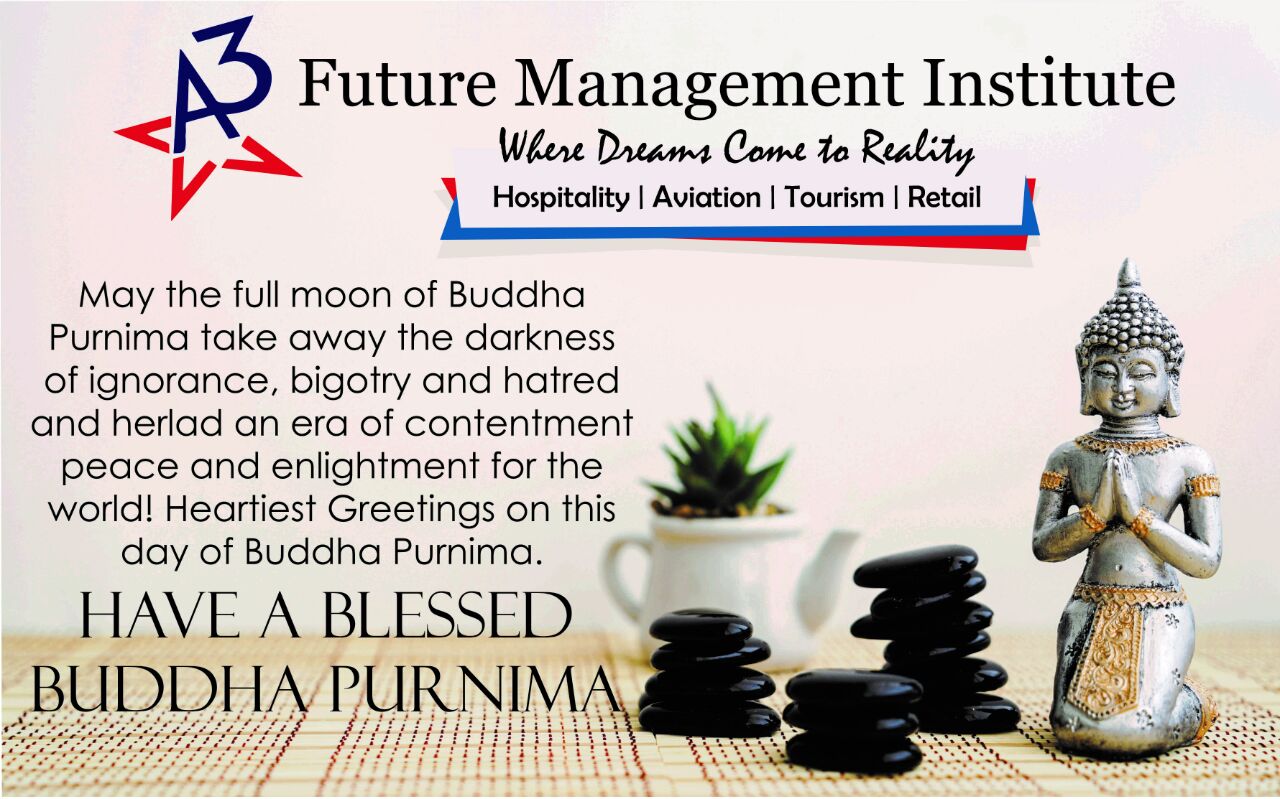 A3
Future Management Institute
Where Dreams Come to Reality
Hospitality | Aviation | Tourism | Retail
May the full moon of Buddha
Purnima take away the darkness
of ignorance, bigotry and hatred
and herlad an era of contentment
peace and enlightment for the
world! Heartiest Greetings on this
day of Buddha Purnima.
HAVE A BLESSED
BUDDHA PURNIMA